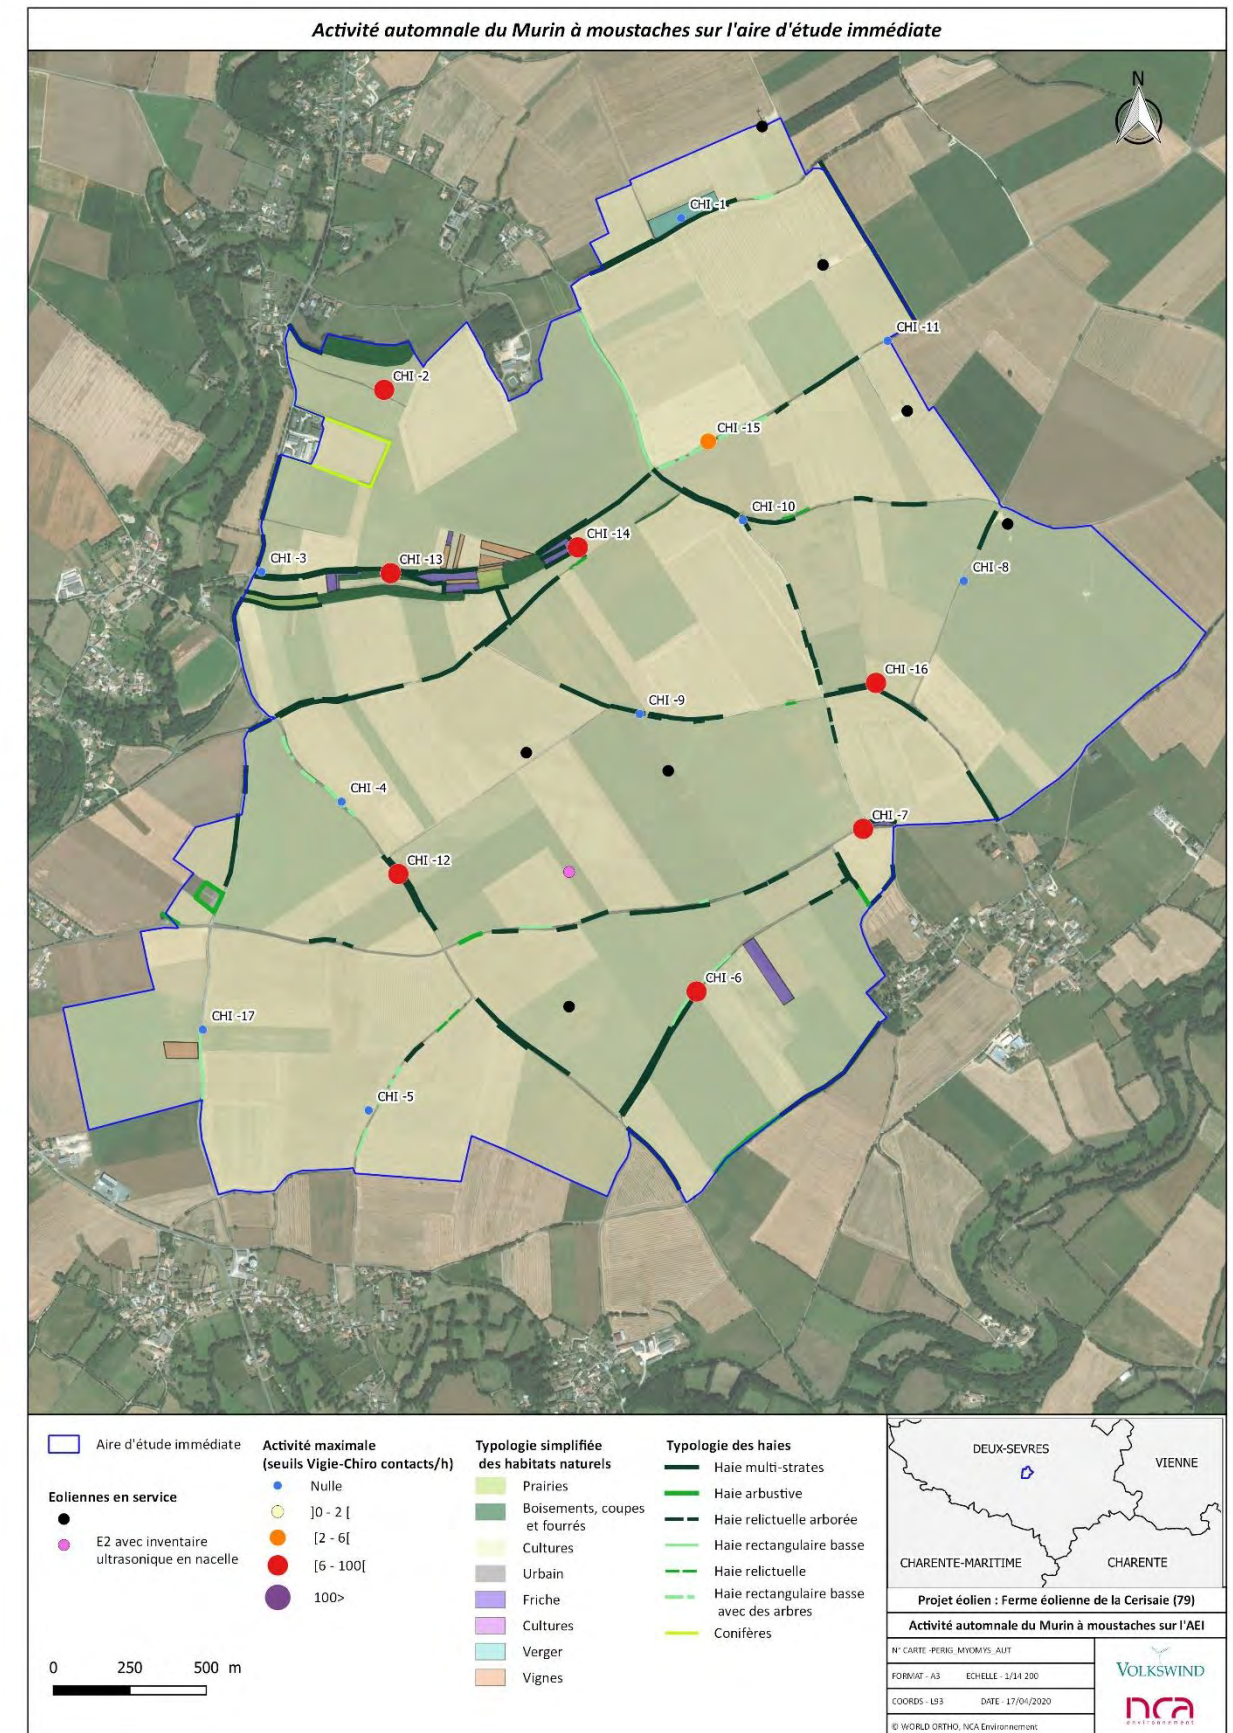 Activité automnale du Murin à moustaches sur l'aire d'étude immédiate
N
CHI -1
CHI -11
CHI -2
CHI -15
CHI -10
CHI -14
CHI -3
CHI -13
CHI -8
CHI -16
CHI -9
CHI -4
CHI -7
CHI -12
CHI -6
CHI -17
CHI -5
Aire d'étude immédiate
Eoliennes en service
E2 avec inventaire
ultrasonique en nacelle
0 250 500 m
Activité maximale
(seuils Vigie-Chiro contacts/h)
Nulle
]0 - 2 [
[2 - 6[
[6 - 100[
100>
Typologie simplifiée
des habitats naturels
Prairies
Boisements, coupes
et fourrés
Cultures
Urbain
Friche
Cultures
Verger
Vignes
Typologie des haies
Haie multi-strates
Haie arbustive
Haie relictuelle arborée
Haie rectangulaire basse
Haie relictuelle
Haie rectangulaire basse
avec des arbres
Conifères
DEUX-SEVRES
VIENNE
CHARENTE-MARITIME
CHARENTE
Projet éolien : Ferme éolienne de la Cerisaie (79)
Activité automnale du Murin à moustaches sur l'AEI
N° CARTE -PERIG_MYOMYS_AUT
FORMAT - A3 ECHELLE - 1/14 200
COORDS - L93 DATE - 17/04/2020
© WORLD ORTHO, NCA Environnement
VOLKSWIND
nca
environnement